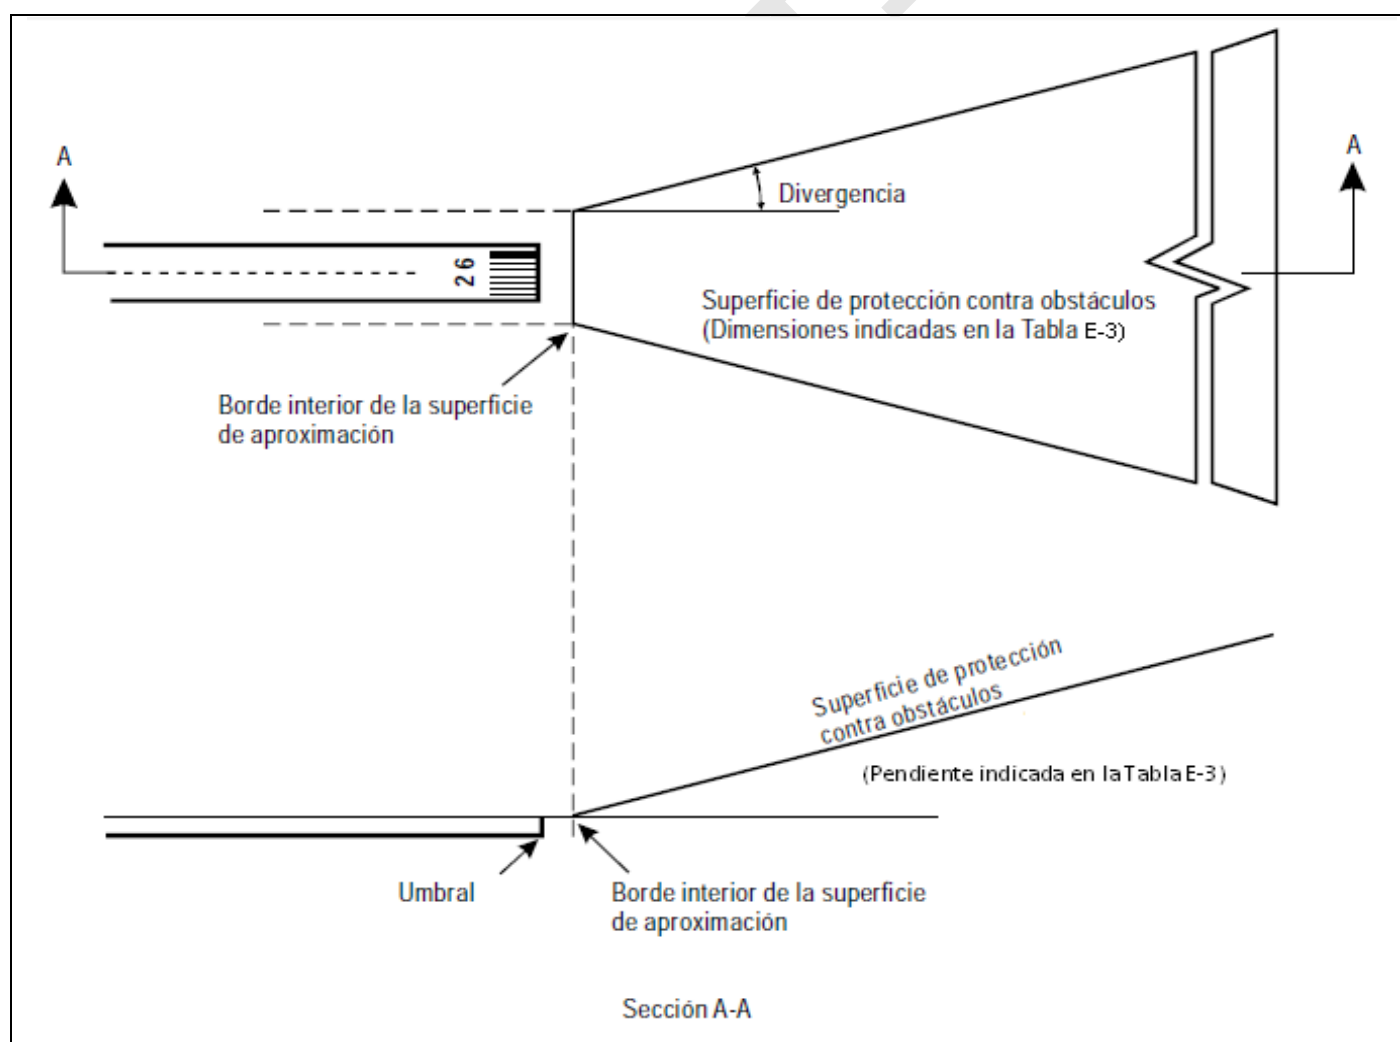 A
A
Divergencia
26
Superficie de protección contra obstáculos
(Dimensiones indicadas en la Tabla E-3)
Borde interior de la superficie
de aproximación
Superficie de protección
contra obstáculos
(Pendiente indicada en la Tabla E-3)
Umbral
Borde interior de la superficie
de aproximación
Sección A-A